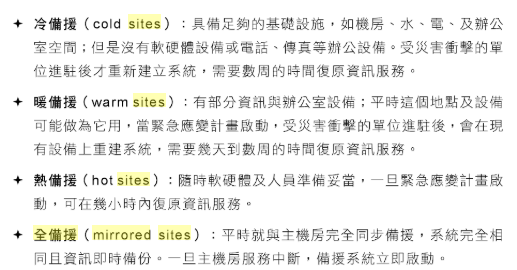 ✦ 冷備援（cold sites）：具備足夠的基礎設施，如機房、水、電、及辦公
室空間；但是沒有軟硬體設備或電話、傳真等辦公設備。受災害衝擊的單
位進駐後才重新建立系統，需要數周的時間復原資訊服務。
✦ 暖備援（warm sites）：有部分資訊與辦公室設備；平時這個地點及設備
可能做為它用，當緊急應變計畫啟動，受災害衝擊的單位進駐後，會在現
有設備上重建系統，需要幾天到數周的時間復原資訊服務。
✦ 熱備援（hot sites）：隨時軟硬體及人員準備妥當，一旦緊急應變計畫啟
動，可在幾小時內復原資訊服務。
✦ 全備援（mirrored sites）：平時就與主機房完全同步備援，系統完全相
同且資訊即時備份。一旦主機房服務中斷，備援系統立即啟動。